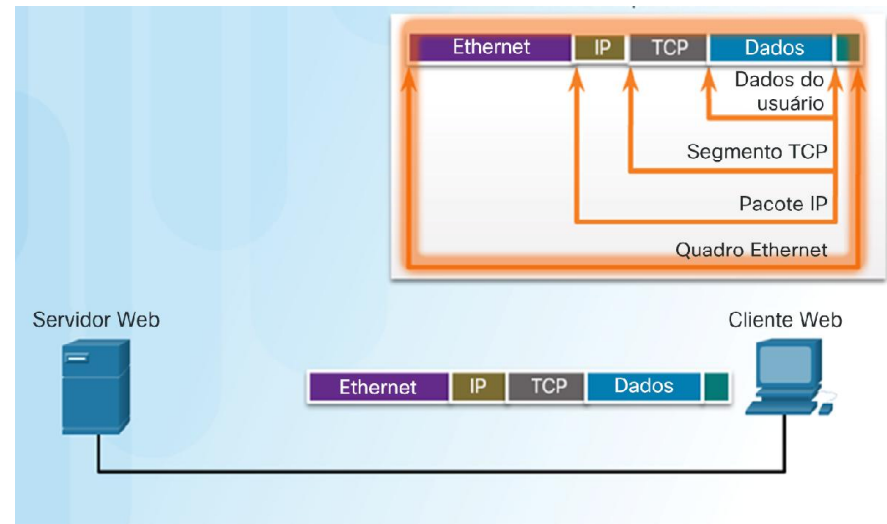 Ethernet IP TCP Dados
Dados do
usuário
Segmento TCP
Pacote IP
Quadro Ethernet
Servidor Web
Cliente Web
Ethernet IP TCP Dados